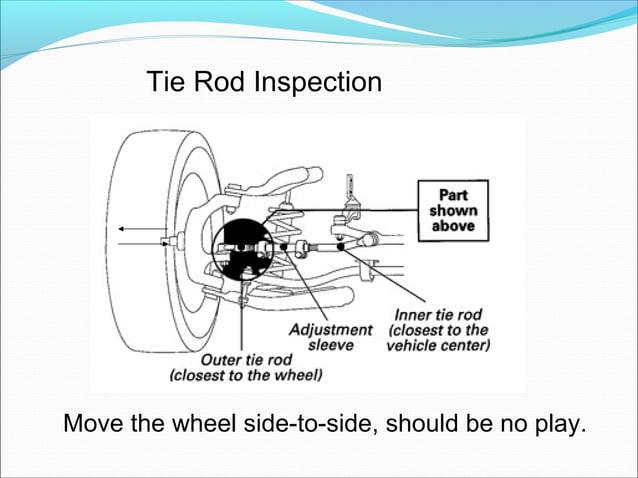 Tie Rod Inspection
Part
shown
above
Adjustment
sleeve
Inner tie rod
(closest to the
vehicle center)
Outer tie rod
(closest to the wheel)
Move the wheel side-to-side, should be no play.